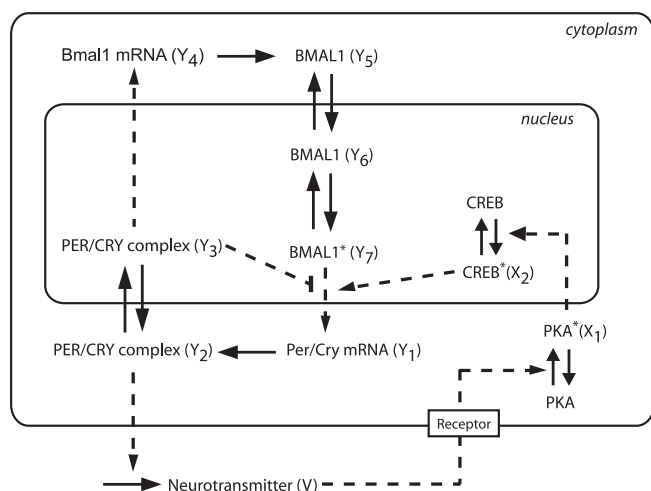 cytoplasm
Bmal1 mRNA (Y4) BMAL1 (Y5)
nucleus
BMAL1 (Y6)
CREB
PER/CRY complex (Y3) BMAL1* (Y7)
CREB* (X2)
PKA* (X1)
PER/CRY complex (Y2) Per/Cry mRNA (Y1)
PKA
Receptor
Neurotransmitter (V)